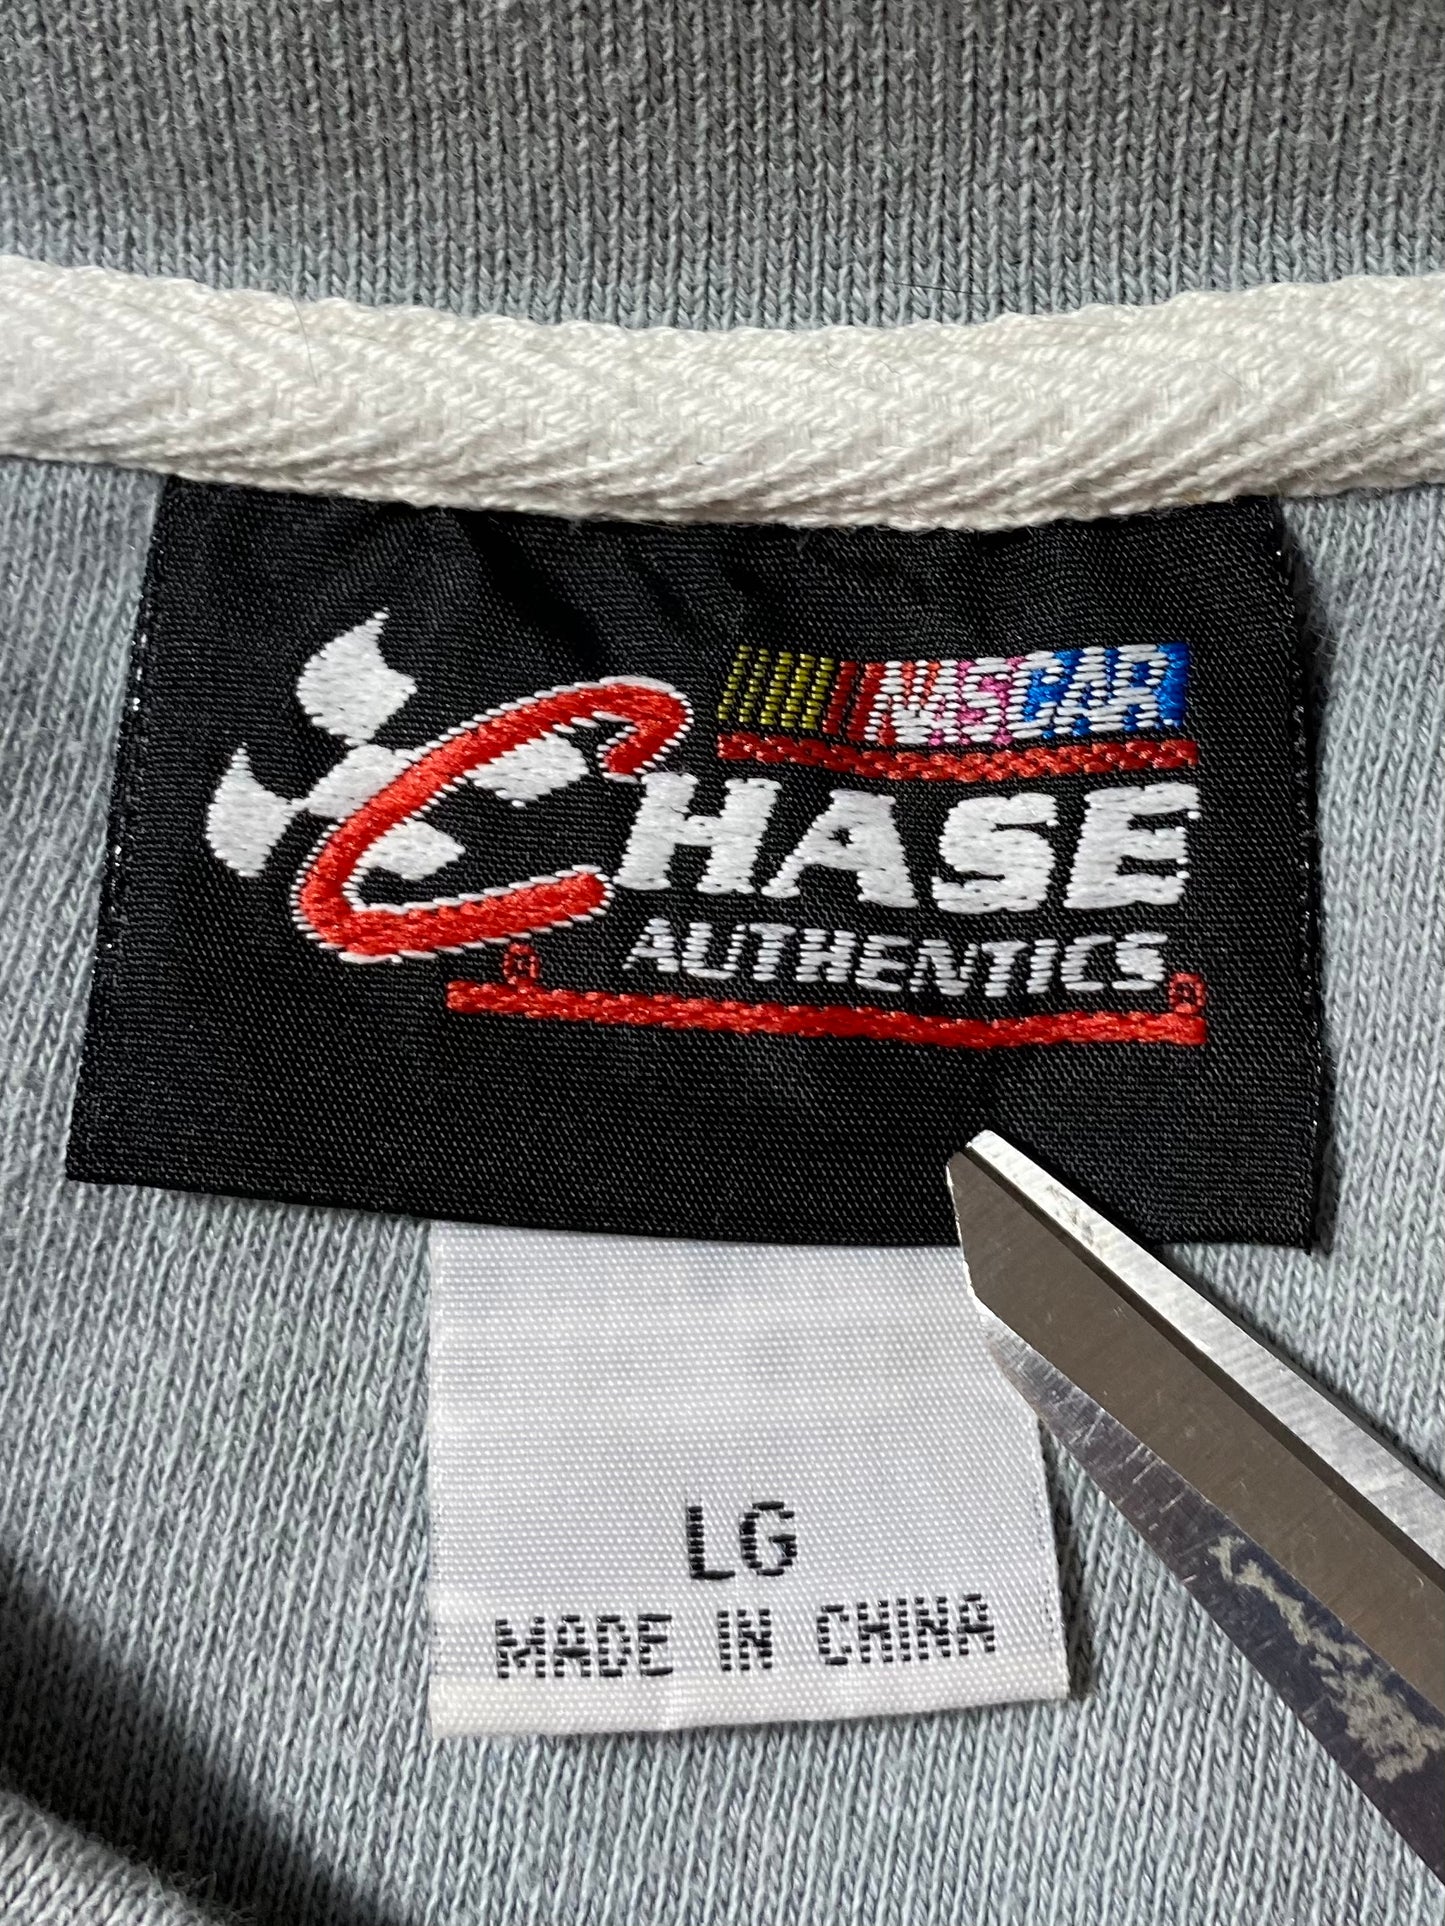 NASCAR
CHASE
AUTHENTICS
® ®
LG
MADE IN CHINA